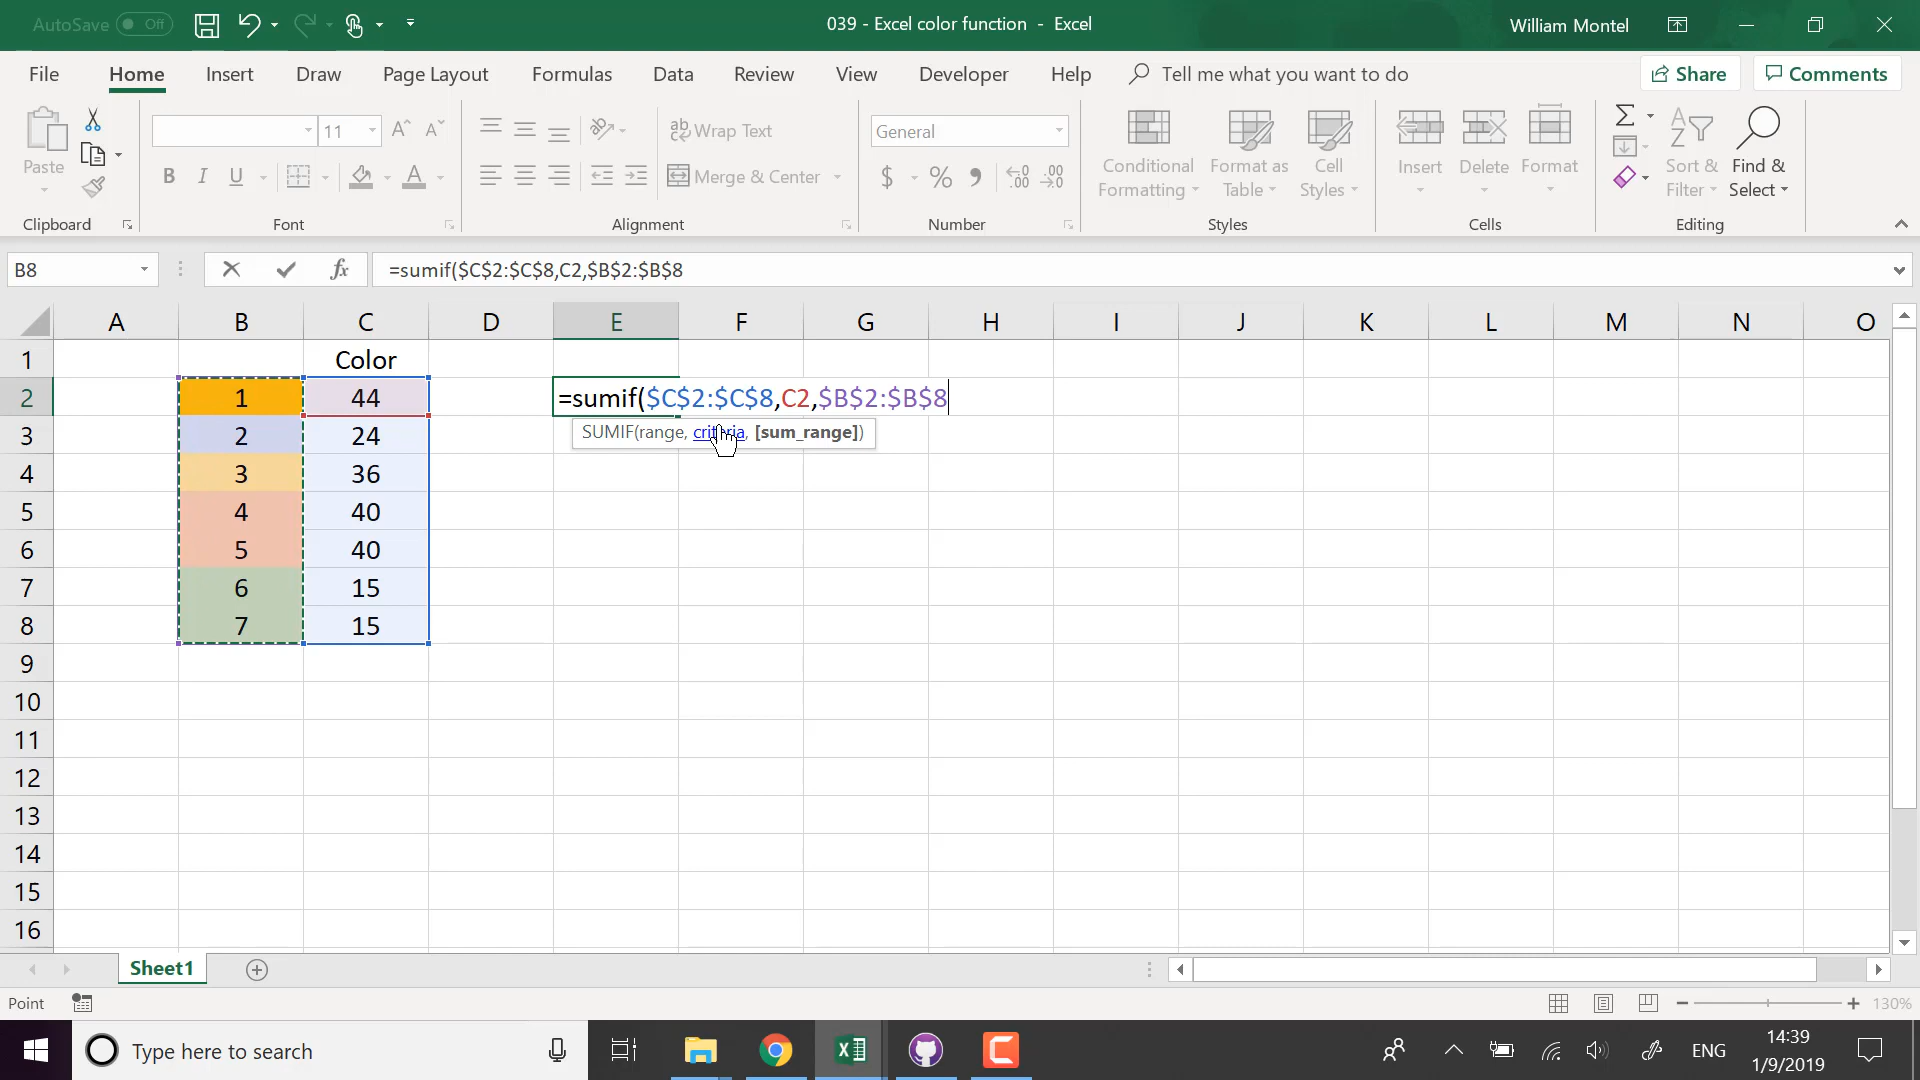 AutoSave Off
039 - Excel color function - Excel
William Montel
File Home Insert Draw Page Layout Formulas Data Review View Developer Help Tell me what you want to do Share Comments
Paste
Clipboard
11
B I U A
Font
ab Wrap Text
Merge & Center
Alignment
General
$ % , .00
Number
Conditional Formatting
Format as Table
Cell Styles
Styles
Insert
Delete
Format
Cells
Sort & Filter
Find & Select
Editing
B8 fx =sumif($C$2:$C$8,C2,$B$2:$B$8
A B C D E F G H I J K L M N O
1 Color
2 1 44 =sumif($C$2:$C$8,C2,$B$2:$B$8
SUMIF(range, criteria, [sum_range])
3 2 24
4 3 36
5 4 40
6 5 40
7 6 15
8 7 15
9
10
11
12
13
14
15
16
Sheet1
Point
130%
Type here to search
ENG
14:39
1/9/2019